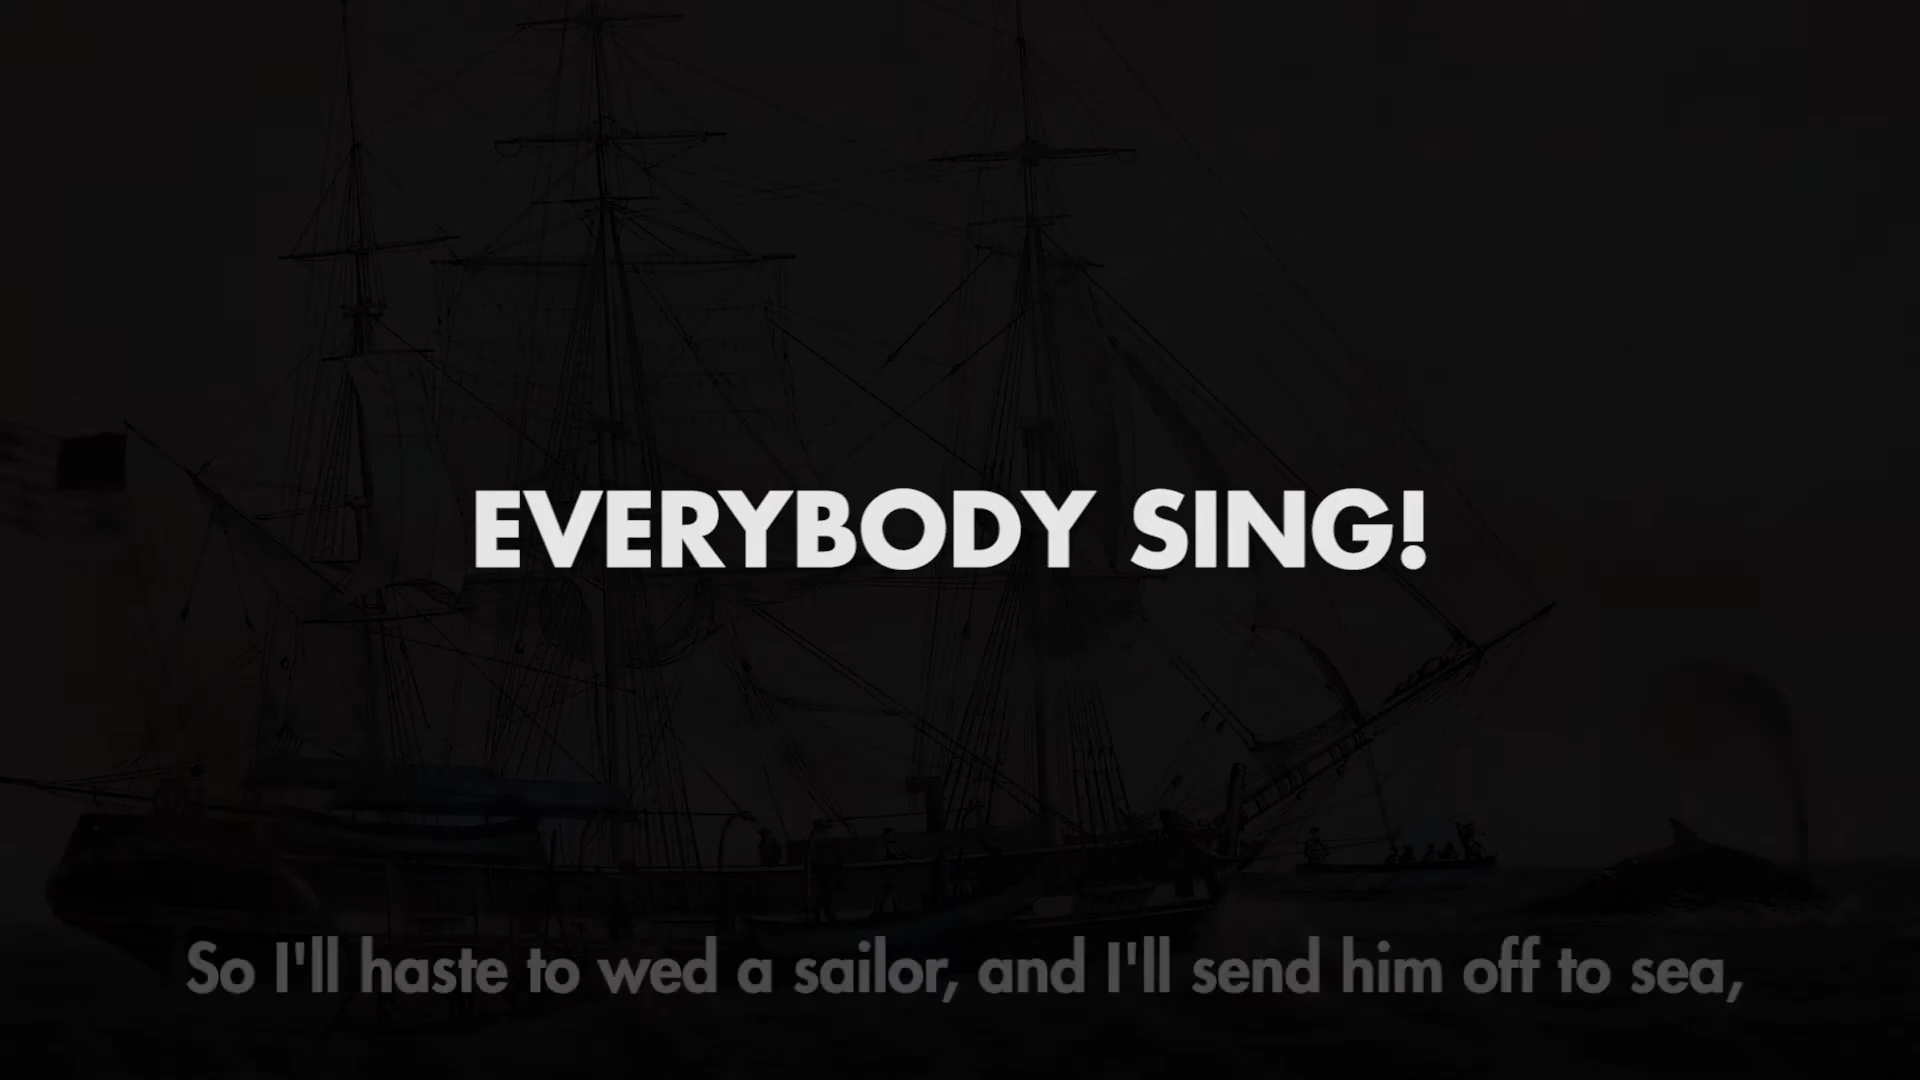 EVERYBODY SING!
So I'll haste to wed a sailor, and I'll send him off to sea,